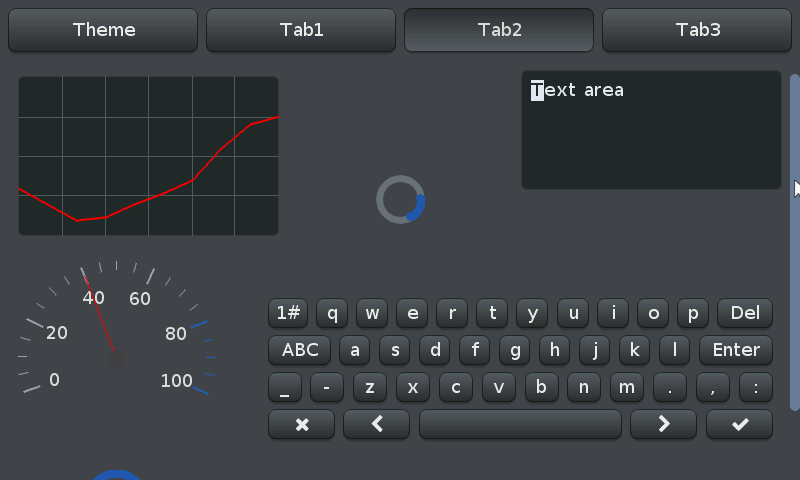 Theme Tab1 Tab2 Tab3
Text area
40 60
20 80
0 100
1# q w e r t y u i o p Del
ABC a s d f g h j k l Enter
_ - z x c v b n m . , :